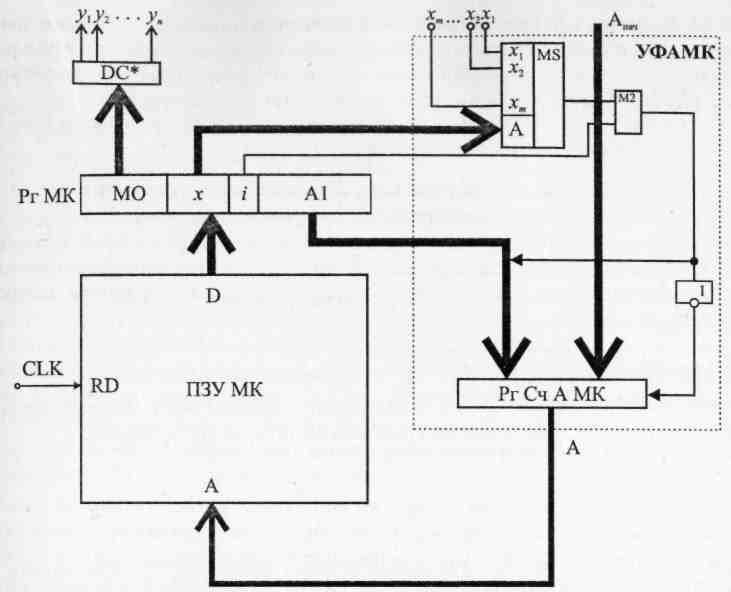 y₁ y₂ · · · yₙ
xₘ... x₂ x₁
Aнач
УФАМК
DC*
x₁
x₂
xₘ
A
MS
M2
Рг МК
МО
x
i
A1
1
D
CLK
RD
ПЗУ МК
A
Рг Сч А МК
A